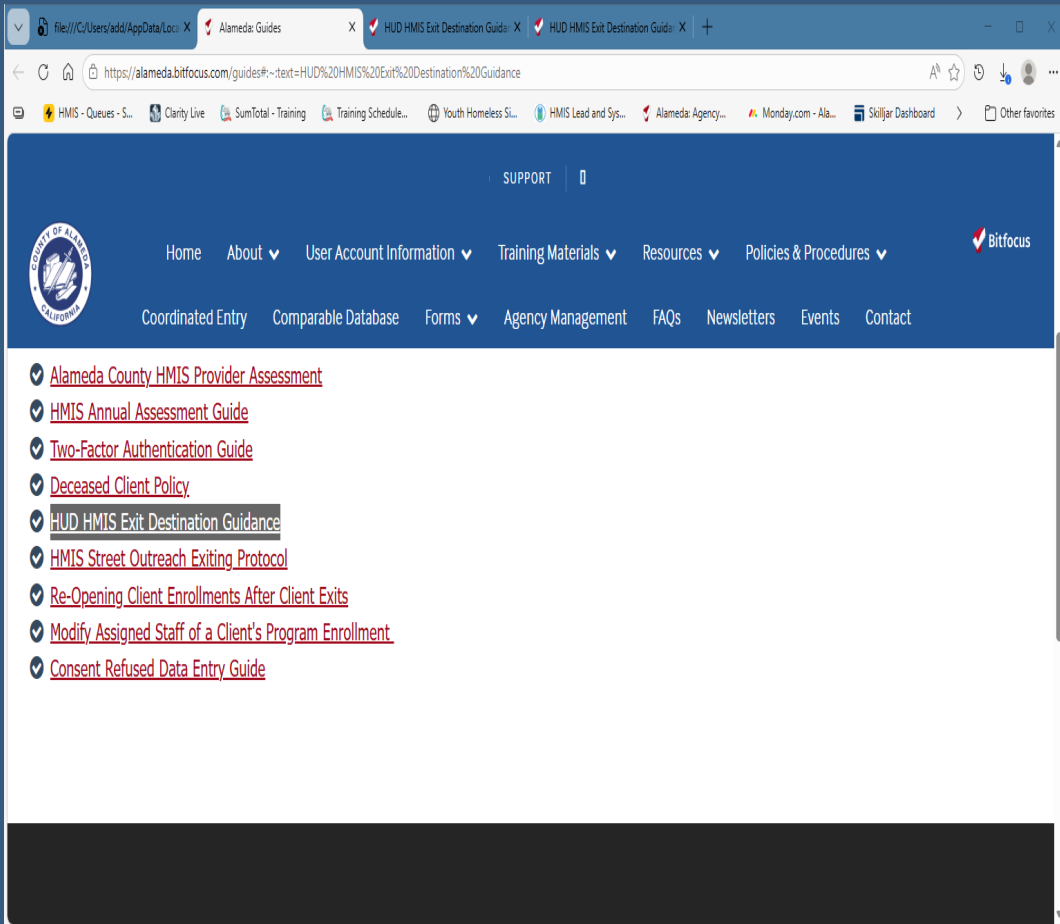 file:///C:/Users/add/AppData/Loca
Alameda: Guides
HUD HMIS Exit Destination Guidan
HUD HMIS Exit Destination Guidan
https://alameda.bitfocus.com/guides#:~:text=HUD%20HMIS%20Exit%20Destination%20Guidance
HMIS - Queues - S...
Clarity Live
SumTotal - Training
Training Schedule...
Youth Homeless Si...
HMIS Lead and Sys...
Alameda: Agency...
Monday.com - Ala...
Skilljar Dashboard
Other favorites
SUPPORT
COUNTY OF ALAMEDA
CALIFORNIA
Home About User Account Information Training Materials Resources Policies & Procedures
Bitfocus
Coordinated Entry Comparable Database Forms Agency Management FAQs Newsletters Events Contact
Alameda County HMIS Provider Assessment
HMIS Annual Assessment Guide
Two-Factor Authentication Guide
Deceased Client Policy
HUD HMIS Exit Destination Guidance
HMIS Street Outreach Exiting Protocol
Re-Opening Client Enrollments After Client Exits
Modify Assigned Staff of a Client's Program Enrollment
Consent Refused Data Entry Guide